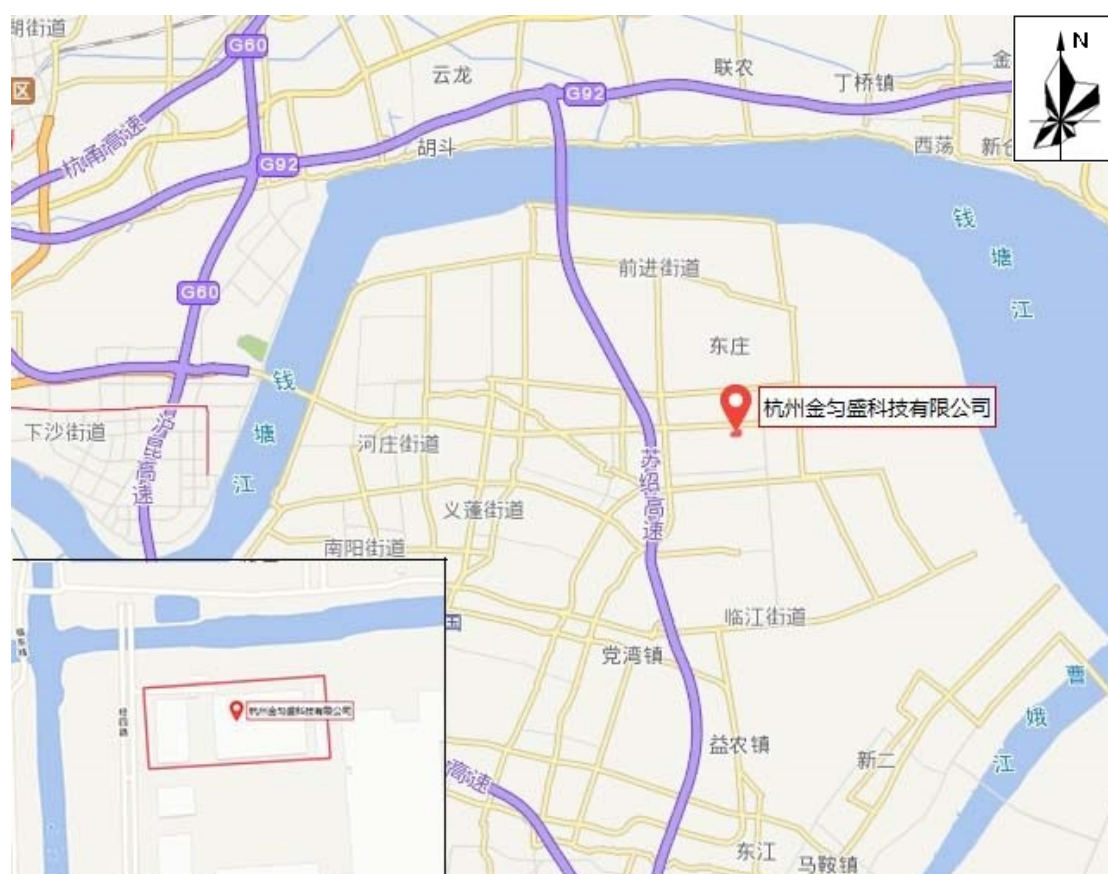 湖街道
G60
云龙
G92
联农
丁桥镇
金
N
区
杭甬高速
G92
胡斗
西荡
新仓
钱塘江
G60
前进街道
东庄
杭州金匀盛科技有限公司
钱塘江
下沙街道
沪昆高速
河庄街道
苏绍高速
义蓬街道
南阳街道
临江街道
党湾镇
曹娥江
益农镇
新二
高速
东江
马鞍镇
杭州金匀盛科技有限公司
经四路